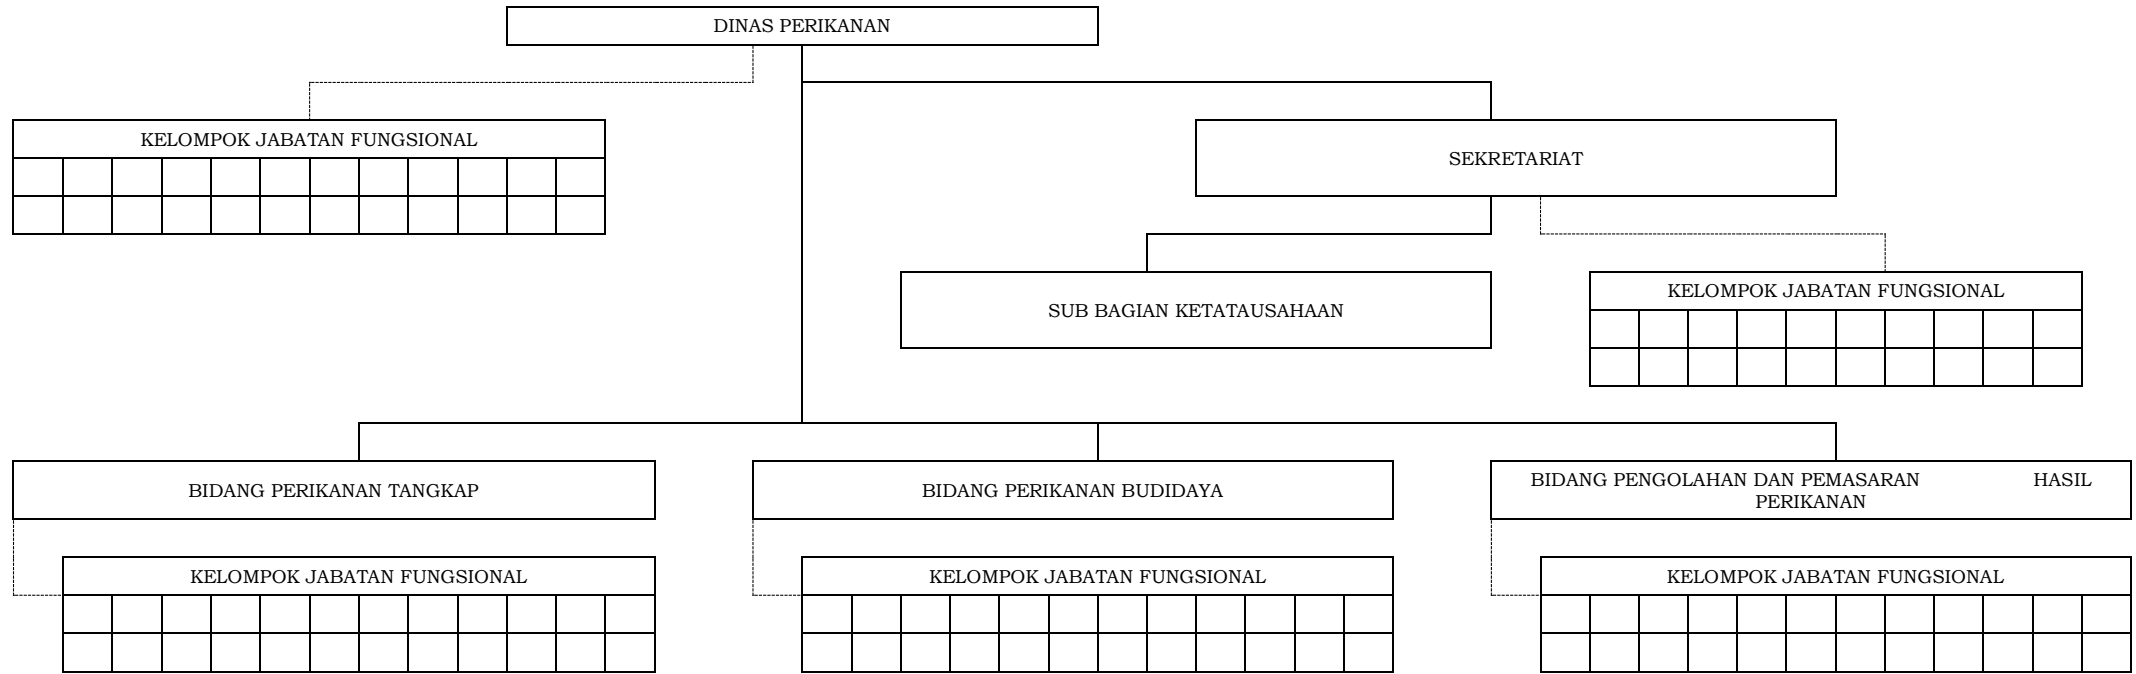 DINAS PERIKANAN
KELOMPOK JABATAN FUNGSIONAL
SEKRETARIAT
SUB BAGIAN KETATAUSAHAAN
KELOMPOK JABATAN FUNGSIONAL
BIDANG PERIKANAN TANGKAP
BIDANG PERIKANAN BUDIDAYA
BIDANG PENGOLAHAN DAN PEMASARAN HASIL
PERIKANAN
KELOMPOK JABATAN FUNGSIONAL
KELOMPOK JABATAN FUNGSIONAL
KELOMPOK JABATAN FUNGSIONAL